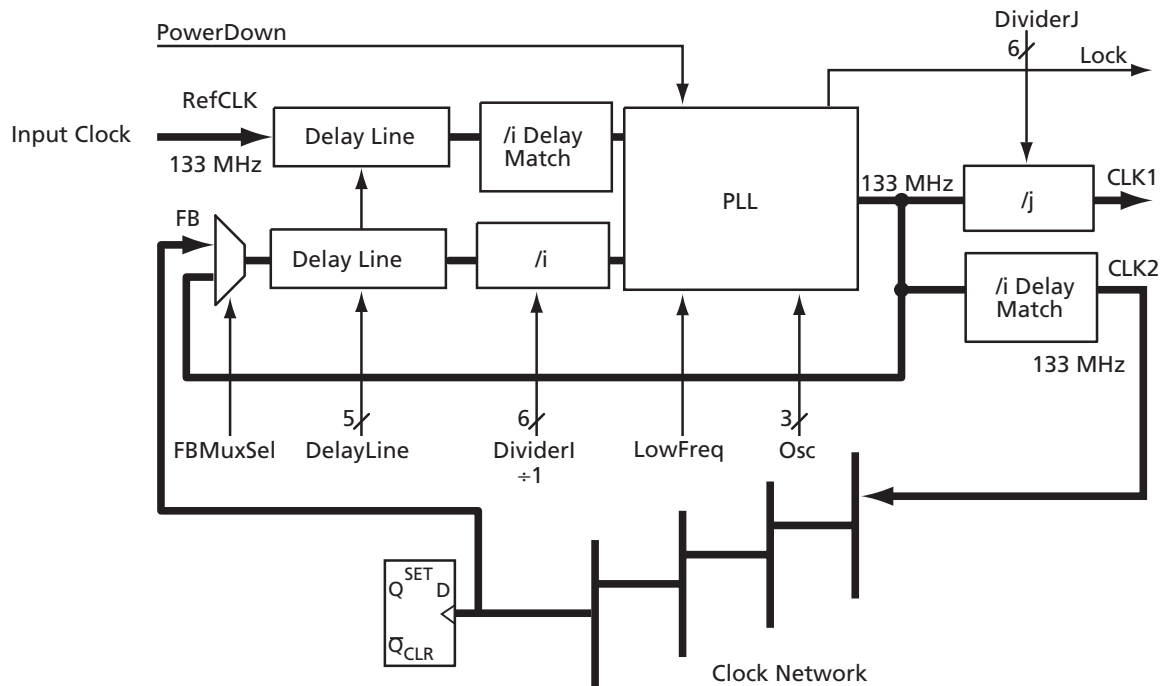 PowerDown
DividerJ
6
Lock
RefCLK
Input Clock
133 MHz
Delay Line
/i Delay
Match
PLL
133 MHz
/j
CLK1
FB
Delay Line
/i
/i Delay
Match
CLK2
133 MHz
5
6
3
FBMuxSel
DelayLine
DividerI
÷1
LowFreq
Osc
SET
Q
D
Q̅
CLR
Clock Network